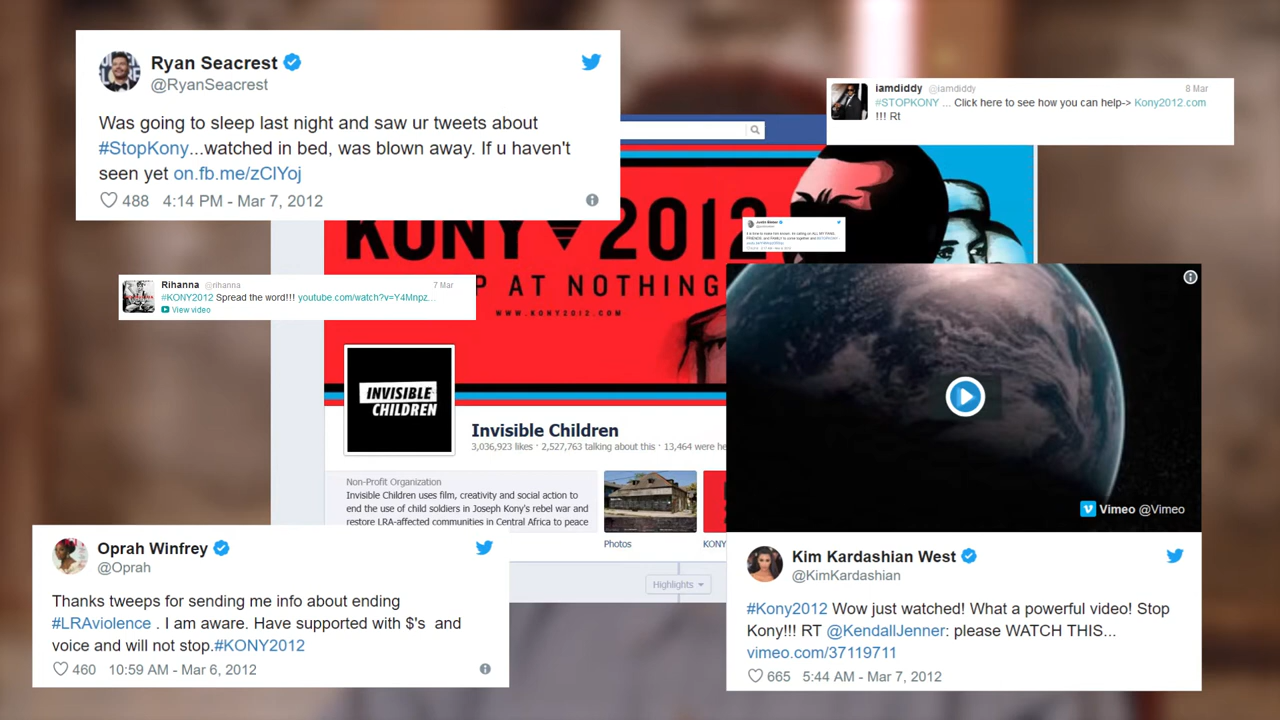 Ryan Seacrest
@RyanSeacrest
Was going to sleep last night and saw ur tweets about
#StopKony...watched in bed, was blown away. If u haven't
seen yet on.fb.me/zClYoj
488 4:14 PM - Mar 7, 2012
iamdiddy @iamdiddy 8 Mar
#STOPKONY ... Click here to see how you can help-> Kony2012.com
!!! Rt
KONY 2012
P AT NOTHING
WWW.KONY2012.COM
Rihanna @rihanna 7 Mar
#KONY2012 Spread the word!!! youtube.com/watch?v=Y4Mnpz...
View video
INVISIBLE
CHILDREN
Invisible Children
3,036,923 likes · 2,527,763 talking about this · 13,464 were he
Non-Profit Organization
Invisible Children uses film, creativity and social action to
end the use of child soldiers in Joseph Kony's rebel war and
restore LRA-affected communities in Central Africa to peace
Photos
KONY
Highlights
Vimeo @Vimeo
Oprah Winfrey
@Oprah
Thanks tweeps for sending me info about ending
#LRAviolence . I am aware. Have supported with $'s and
voice and will not stop.#KONY2012
460 10:59 AM - Mar 6, 2012
Kim Kardashian West
@KimKardashian
#Kony2012 Wow just watched! What a powerful video! Stop
Kony!!! RT @KendallJenner: please WATCH THIS...
vimeo.com/37119711
665 5:44 AM - Mar 7, 2012